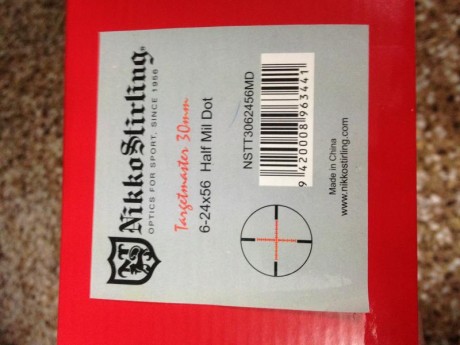 NikkoStirling®
OPTICS FOR SPORT, SINCE 1956
Targetmaster 30mm
6-24x56 Half Mil Dot
NSTT3062456MD
9 420008 963441
Made in China
www.nikkostirling.com